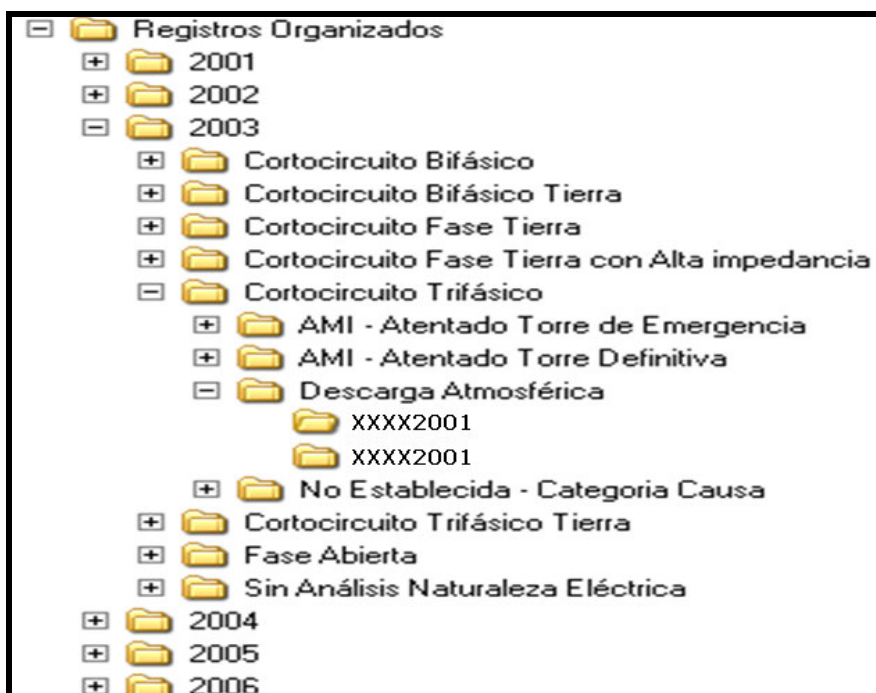 Registros Organizados
2001
2002
2003
Cortocircuito Bifásico
Cortocircuito Bifásico Tierra
Cortocircuito Fase Tierra
Cortocircuito Fase Tierra con Alta impedancia
Cortocircuito Trifásico
AMI - Atentado Torre de Emergencia
AMI - Atentado Torre Definitiva
Descarga Atmosférica
XXXX2001
XXXX2001
No Establecida - Categoria Causa
Cortocircuito Trifásico Tierra
Fase Abierta
Sin Análisis Naturaleza Eléctrica
2004
2005
2006